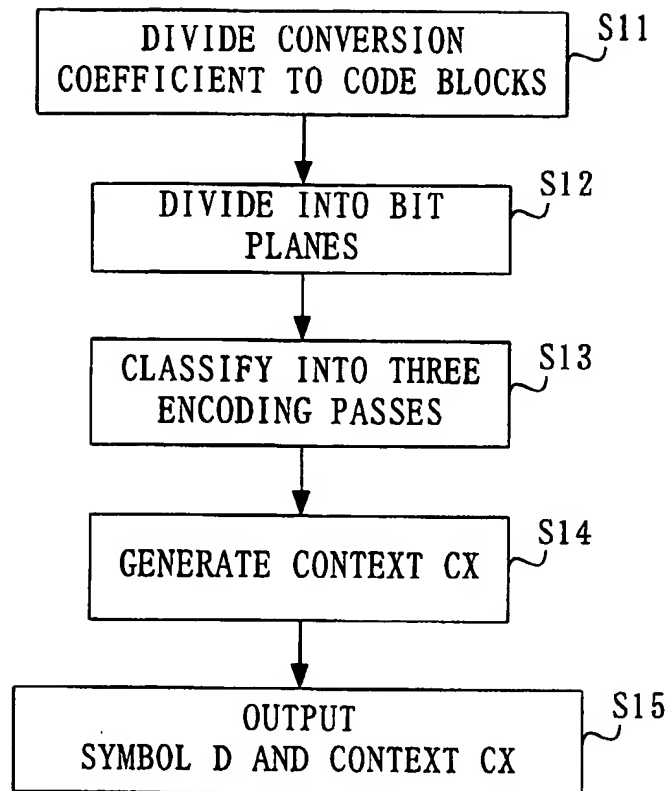 S11
DIVIDE CONVERSION
COEFFICIENT TO CODE BLOCKS
S12
DIVIDE INTO BIT
PLANES
S13
CLASSIFY INTO THREE
ENCODING PASSES
S14
GENERATE CONTEXT CX
S15
OUTPUT
SYMBOL D AND CONTEXT CX